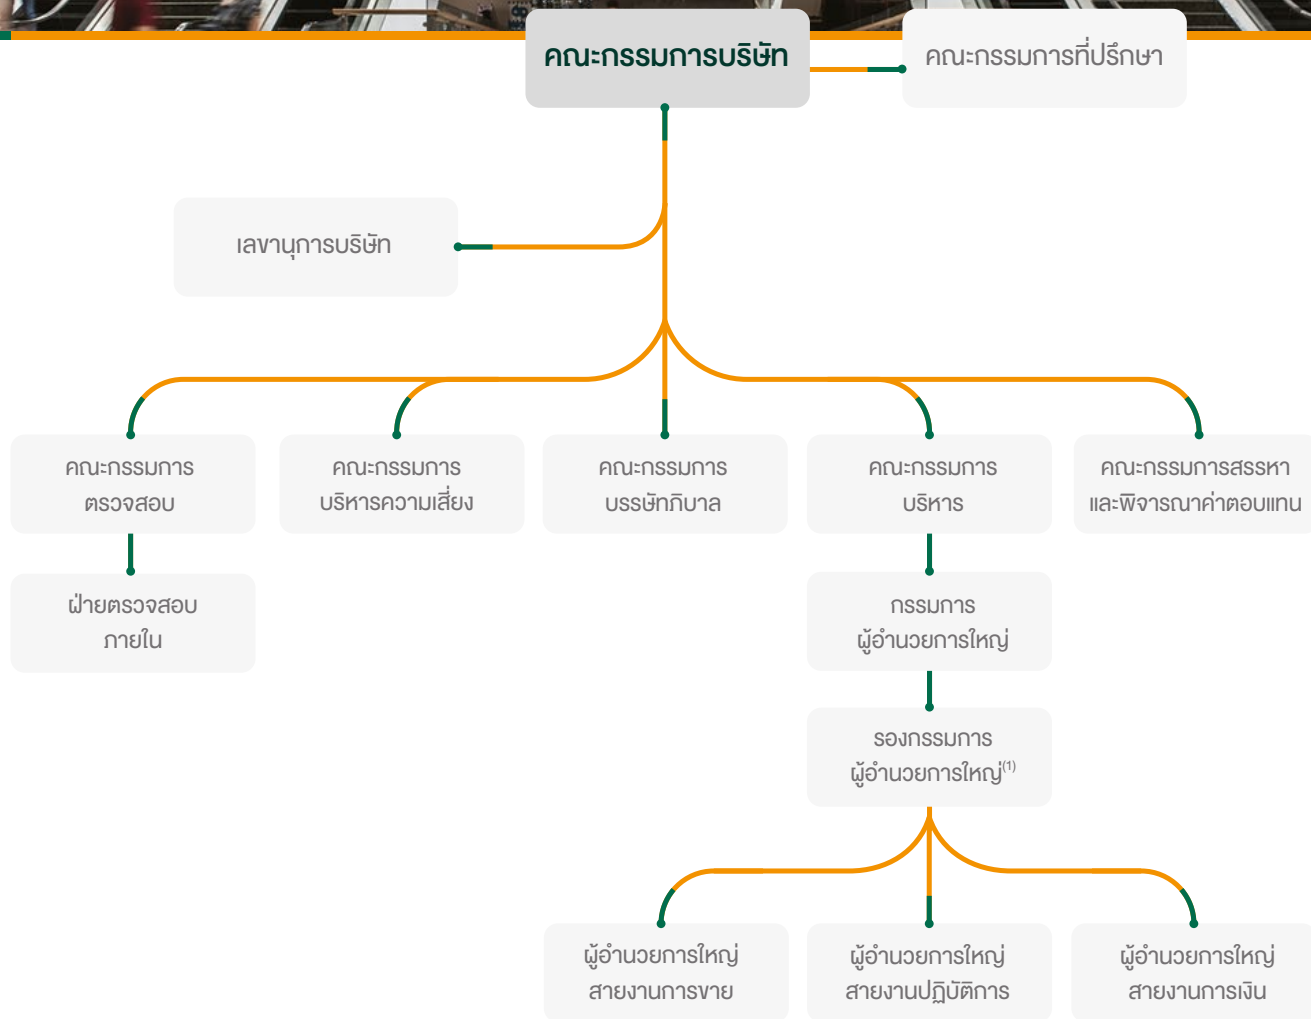 คณะกรรมการบริษัท
คณะกรรมการที่ปรึกษา
เลขานุการบริษัท
คณะกรรมการ
ตรวจสอบ
คณะกรรมการ
บริหารความเสี่ยง
คณะกรรมการ
บรรษัทภิบาล
คณะกรรมการ
บริหาร
คณะกรรมการสรรหา
และพิจารณาค่าตอบแทน
ฝ่ายตรวจสอบ
ภายใน
กรรมการ
ผู้อำนวยการใหญ่
รองกรรมการ
ผู้อำนวยการใหญ่(1)
ผู้อำนวยการใหญ่
สายงานการขาย
ผู้อำนวยการใหญ่
สายงานปฏิบัติการ
ผู้อำนวยการใหญ่
สายงานการเงิน